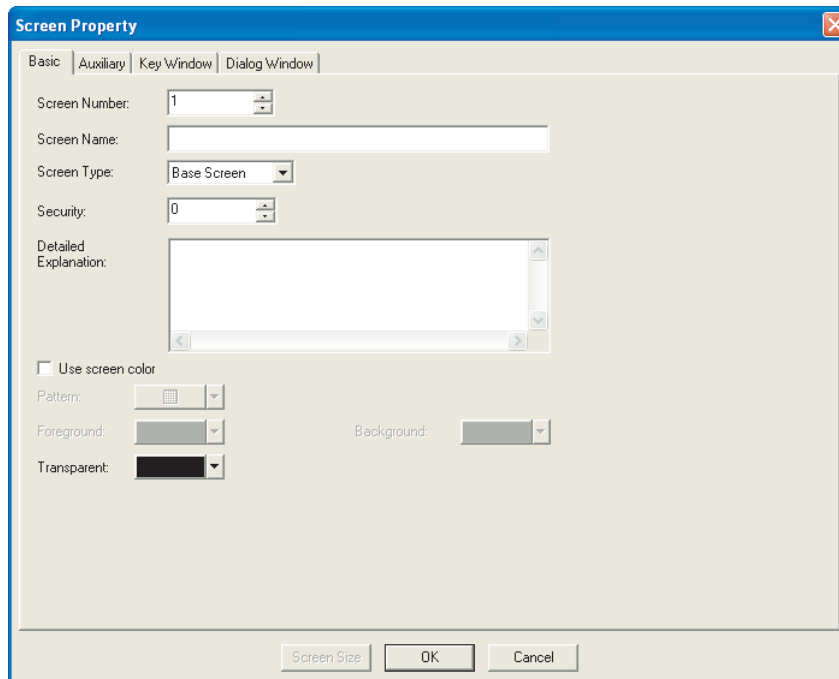 Screen Property
Basic Auxiliary Key Window Dialog Window
Screen Number: 1
Screen Name:
Screen Type: Base Screen
Security: 0
Detailed
Explanation:
Use screen color
Pattern:
Foreground: Background:
Transparent:
Screen Size OK Cancel